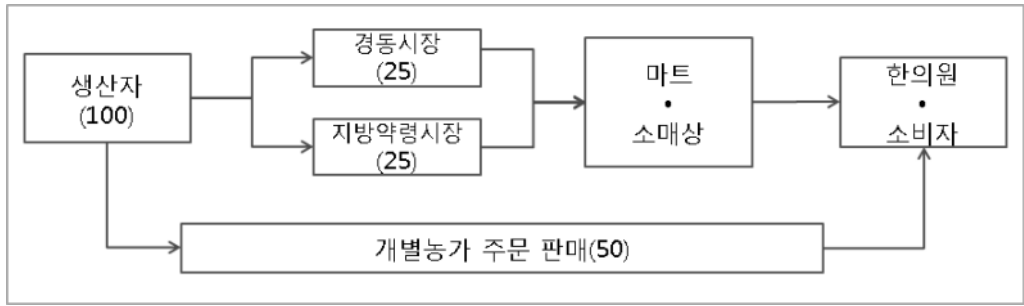 생산자
(100)
경동시장
(25)
지방약령시장
(25)
마트
•
소매상
한의원
•
소비자
개별농가 주문 판매(50)